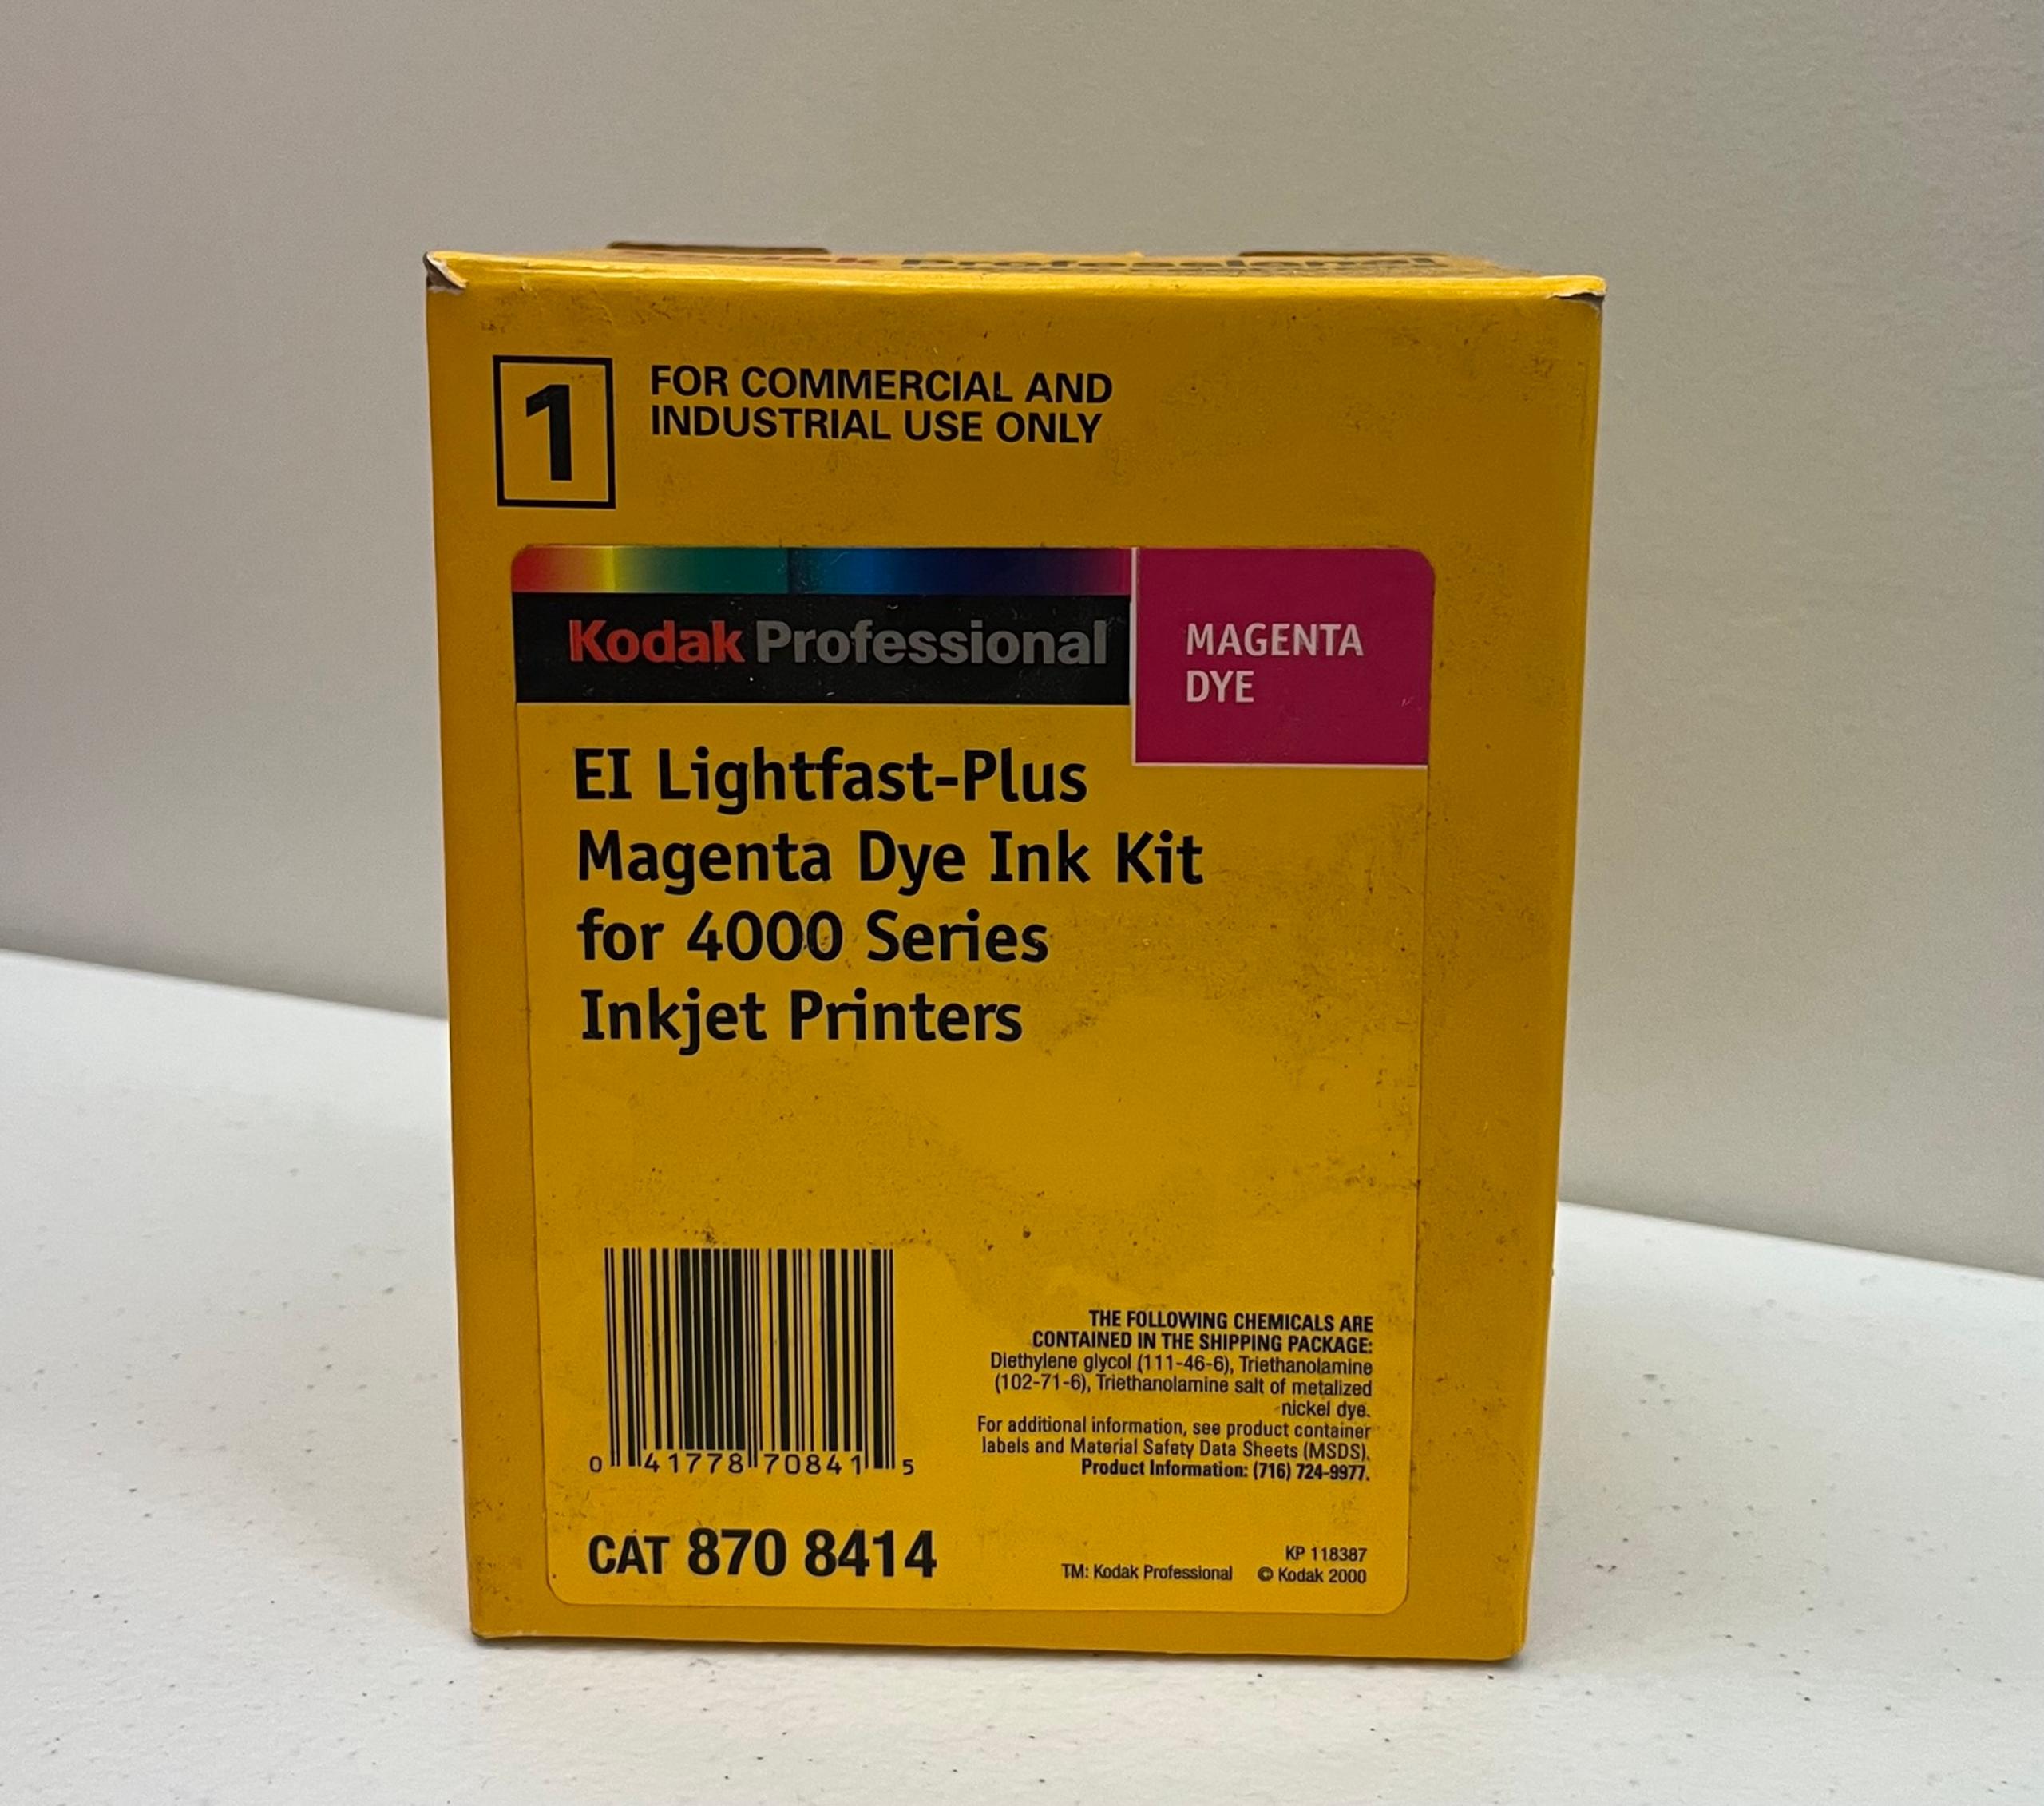 Kodak Professional
1
FOR COMMERCIAL AND
INDUSTRIAL USE ONLY
Kodak Professional
MAGENTA
DYE
EI Lightfast-Plus
Magenta Dye Ink Kit
for 4000 Series
Inkjet Printers
THE FOLLOWING CHEMICALS ARE
CONTAINED IN THE SHIPPING PACKAGE:
Diethylene glycol (111-46-6), Triethanolamine
(102-71-6), Triethanolamine salt of metalized
nickel dye.
For additional information, see product container
labels and Material Safety Data Sheets (MSDS).
Product Information: (716) 724-9977.
0 41778 70841 5
CAT 870 8414
KP 118387
TM: Kodak Professional © Kodak 2000